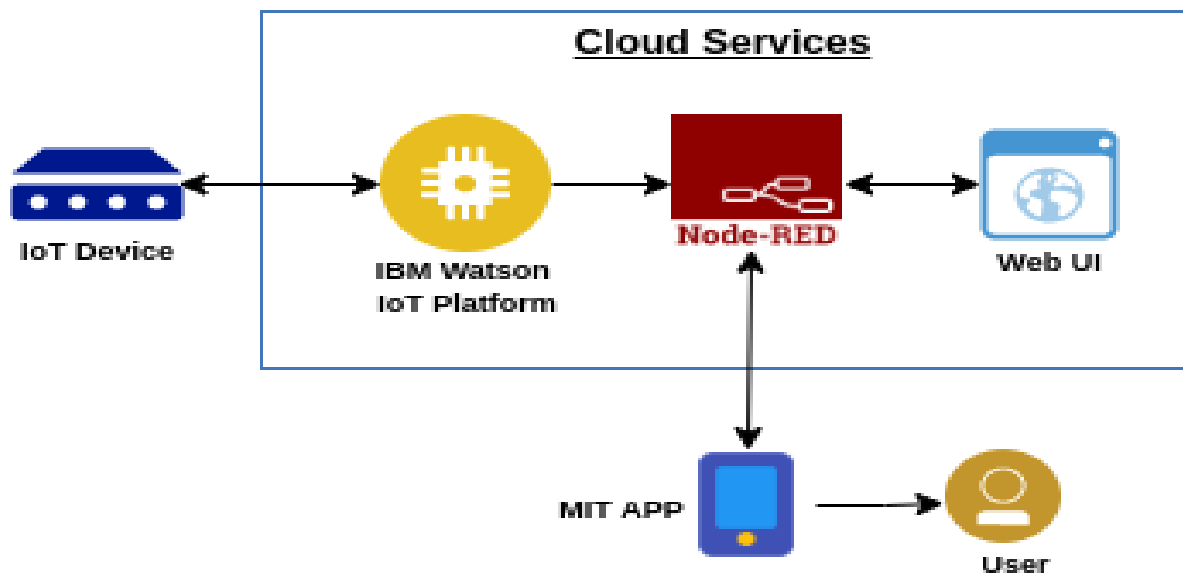 Cloud Services
IoT Device
IBM Watson
IoT Platform
Node-RED
Web UI
MIT APP
User